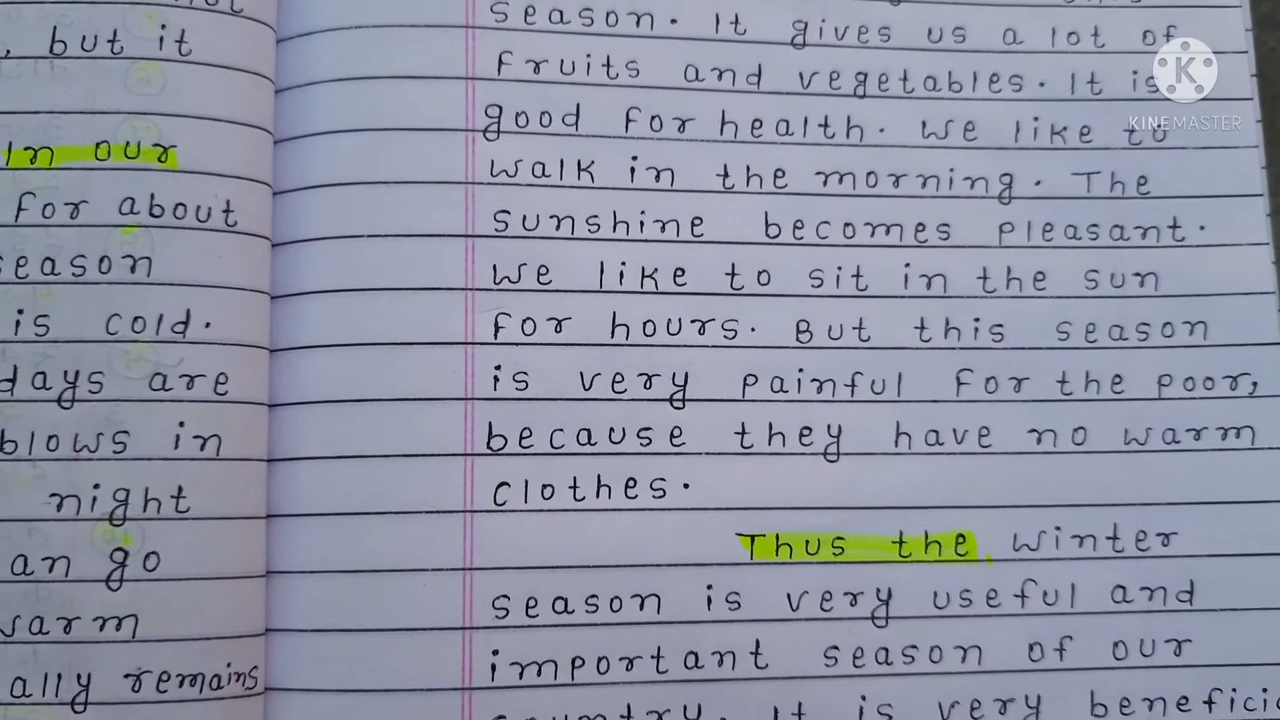 , but it
In our
for about
season
is cold.
days are
blows in
night
an go
warm
ally remains
season. It gives us a lot of
fruits and vegetables. It is
good for health. We like to
walk in the morning. The
sunshine becomes pleasant.
We like to sit in the sun
for hours. But this season
is very painful for the poor,
because they have no warm
clothes.
Thus the winter
season is very useful and
important season of our
It is very
KINEMASTER